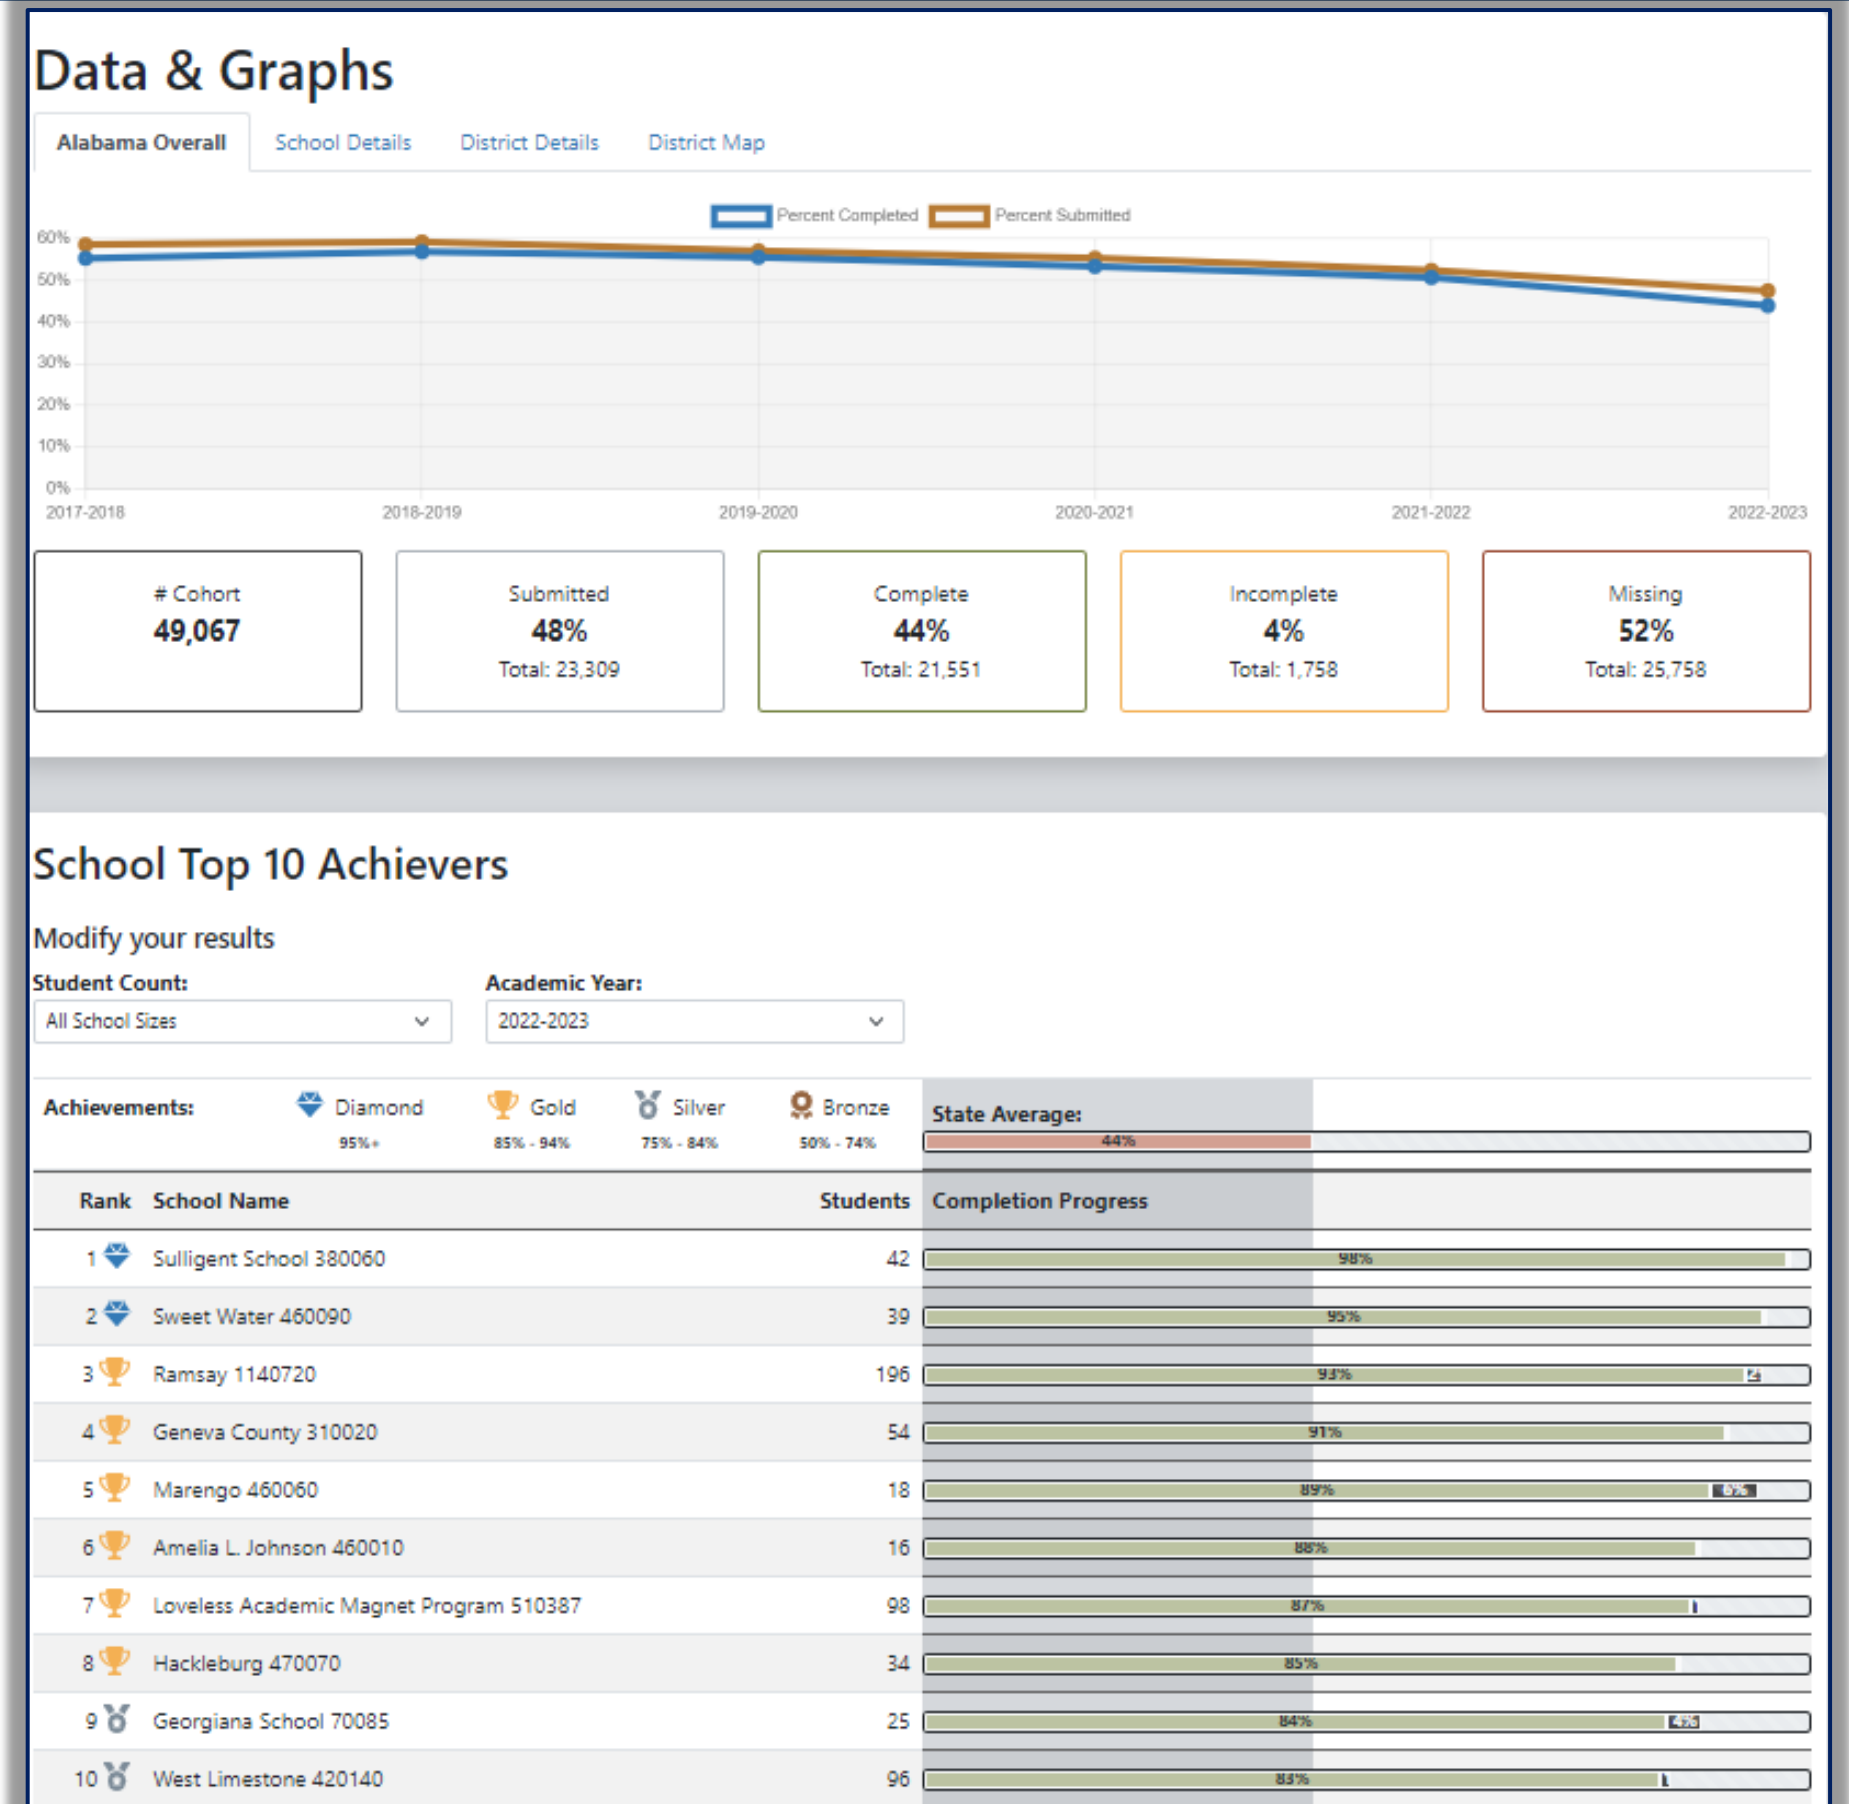 Data & Graphs
Alabama Overall School Details District Details District Map
Percent Completed Percent Submitted
60%
50%
40%
30%
20%
10%
0%
2017-2018 2018-2019 2019-2020 2020-2021 2021-2022 2022-2023
# Cohort Submitted Complete Incomplete Missing
49,067 48% 44% 4% 52%
Total: 23,309 Total: 21,551 Total: 1,758 Total: 25,758
School Top 10 Achievers
Modify your results
Student Count: Academic Year:
All School Sizes 2022-2023
Achievements: Diamond Gold Silver Bronze State Average:
95%+ 85% - 94% 75% - 84% 50% - 74% 44%
Rank School Name Students Completion Progress
1 Sulligent School 380060 42 98%
2 Sweet Water 460090 39 95%
3 Ramsay 1140720 196 93%
4 Geneva County 310020 54 91%
5 Marengo 460060 18 89% 6%
6 Amelia L. Johnson 460010 16 88%
7 Loveless Academic Magnet Program 510387 98 87%
8 Hackleburg 470070 34 85%
9 Georgiana School 70085 25 84% 4%
10 West Limestone 420140 96 83%